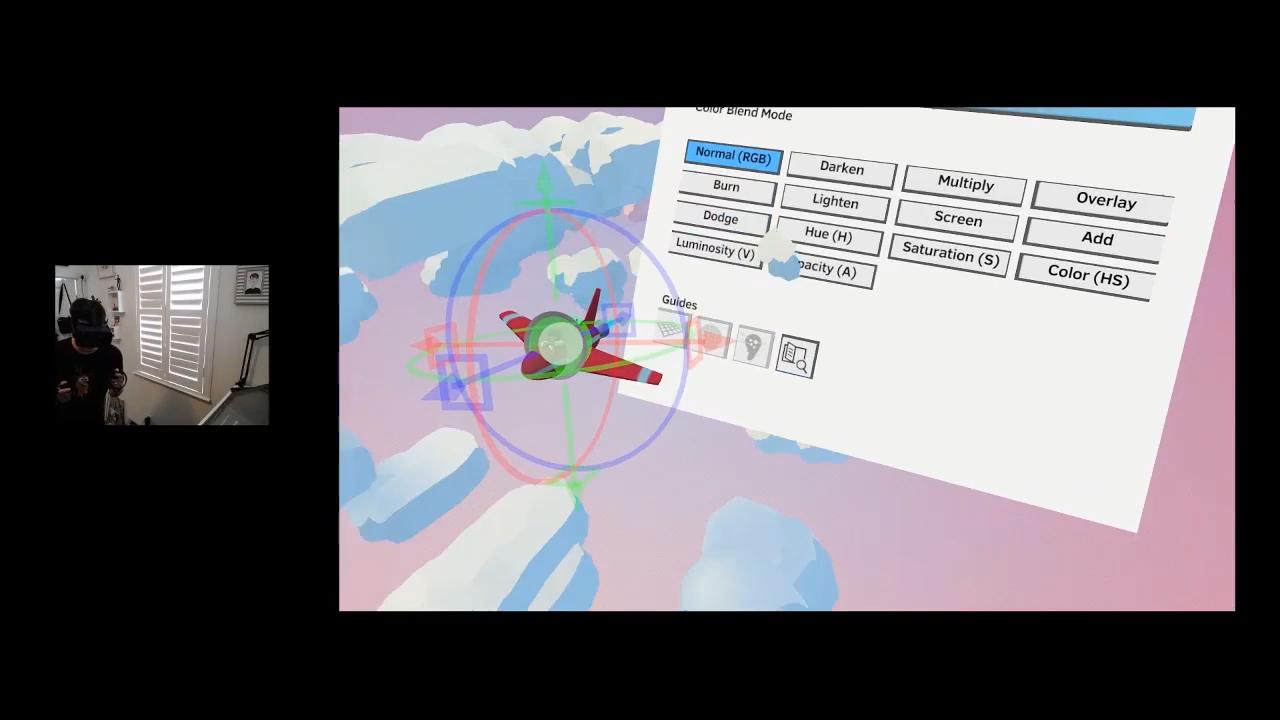 Color Blend Mode
Normal (RGB) Darken Multiply Overlay
Burn Lighten Screen Add
Dodge Hue (H) Saturation (S) Color (HS)
Luminosity (V) pacity (A)
Guides